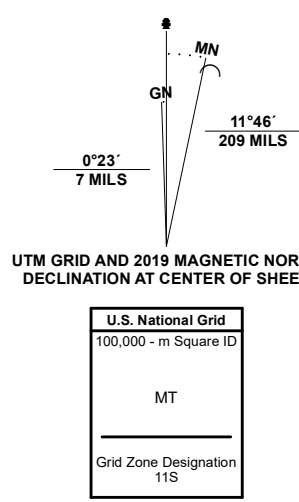 MN
GN
11°46´
209 MILS
0°23´
7 MILS
UTM GRID AND 2019 MAGNETIC NOR
DECLINATION AT CENTER OF SHEE
U.S. National Grid
100,000 - m Square ID
MT
Grid Zone Designation
11S